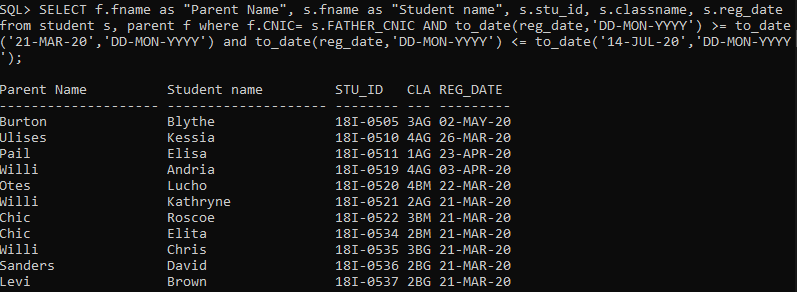 SQL> SELECT f.fname as "Parent Name", s.fname as "Student name", s.stu_id, s.classname, s.reg_date
from student s, parent f where f.CNIC= s.FATHER_CNIC AND to_date(reg_date,'DD-MON-YYYY') >= to_date
('21-MAR-20','DD-MON-YYYY') and to_date(reg_date,'DD-MON-YYYY') <= to_date('14-JUL-20','DD-MON-YYYY
');
Parent Name          Student name         STU_ID   CLA REG_DATE
-------------------- -------------------- -------- --- ---------
Burton               Blythe               18I-0505 3AG 02-MAY-20
Ulises               Kessia               18I-0510 4AG 26-MAR-20
Pail                 Elisa                18I-0511 1AG 23-APR-20
Willi                Andria               18I-0519 4AG 03-APR-20
Otes                 Lucho                18I-0520 4BM 22-MAR-20
Willi                Kathryne             18I-0521 2AG 21-MAR-20
Chic                 Roscoe               18I-0522 3BM 21-MAR-20
Chic                 Elita                18I-0534 2BM 21-MAR-20
Willi                Chris                18I-0535 3BG 21-MAR-20
Sanders              David                18I-0536 2BG 21-MAR-20
Levi                 Brown                18I-0537 2BG 21-MAR-20